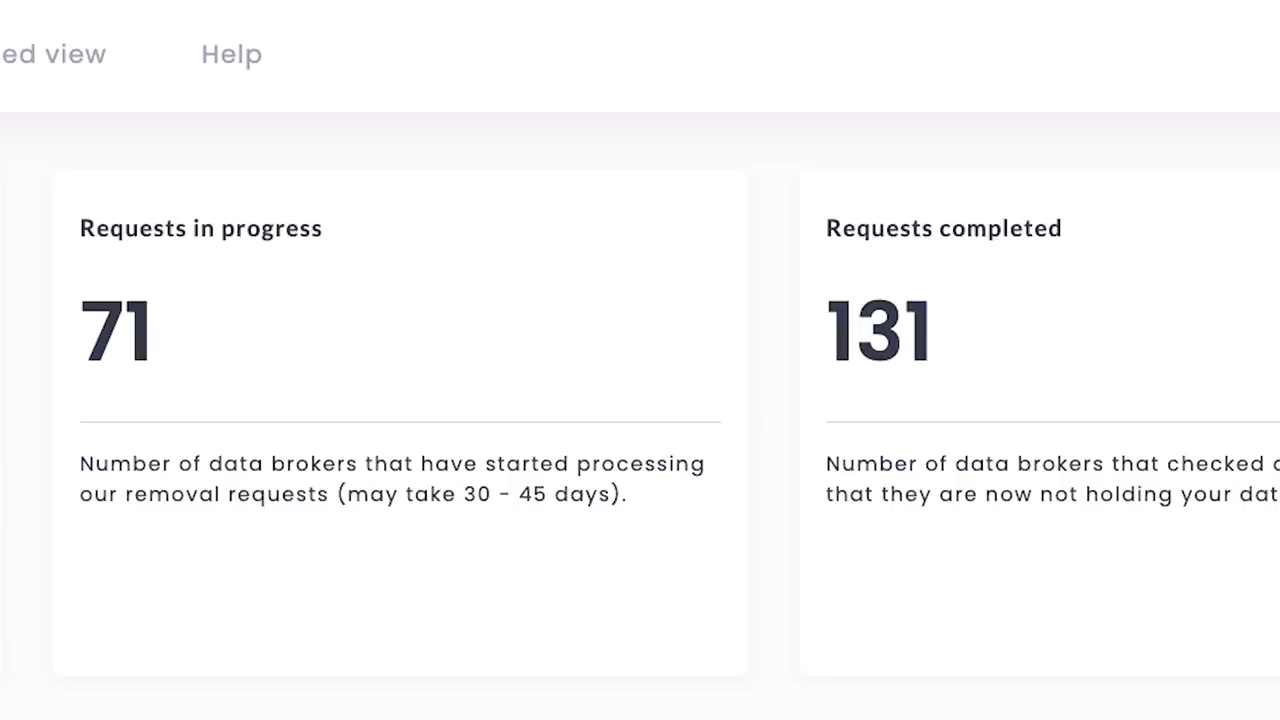 ed view Help
Requests in progress
71
Number of data brokers that have started processing
our removal requests (may take 30 - 45 days).
Requests completed
131
Number of data brokers that checked
that they are now not holding your dat